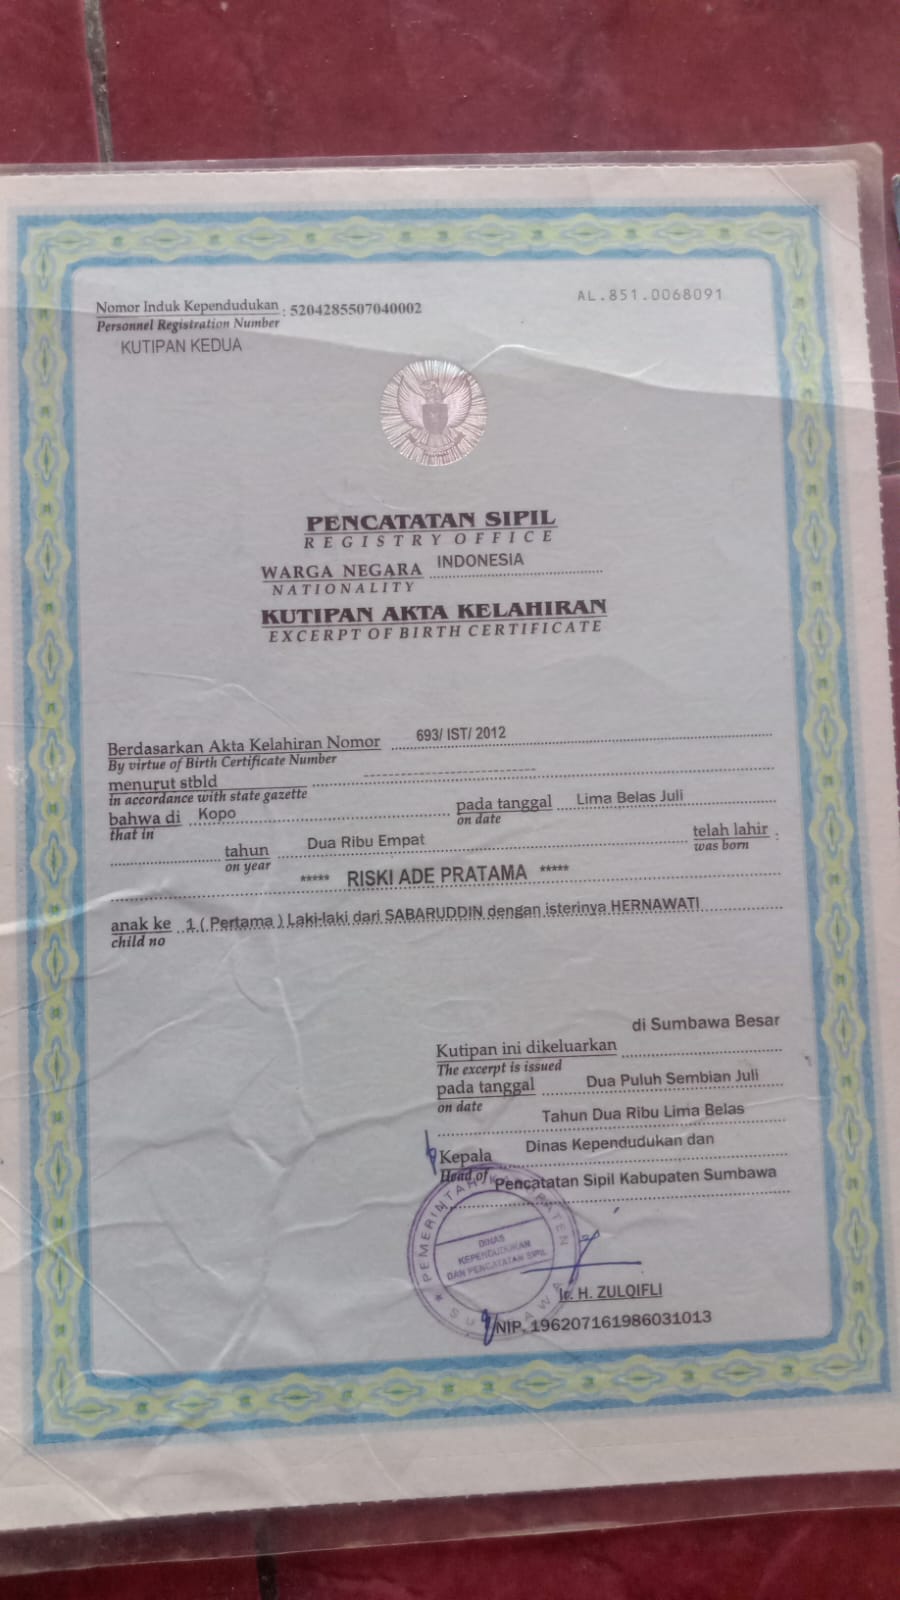 AL.851.0068091
Nomor Induk Kependudukan : 5204285507040002
Personnel Registration Number
KUTIPAN KEDUA
PENCATATAN SIPIL
REGISTRY OFFICE
WARGA NEGARA INDONESIA
NATIONALITY
KUTIPAN AKTA KELAHIRAN
EXCERPT OF BIRTH CERTIFICATE
Berdasarkan Akta Kelahiran Nomor 693/ IST/ 2012
By virtue of Birth Certificate Number
menurut stbld ---------------------------
in accordance with state gazette
bahwa di Kopo pada tanggal Lima Belas Juli
that in on date
tahun Dua Ribu Empat telah lahir :
on year was born
***** RISKI ADE PRATAMA *****
anak ke 1 ( Pertama ) Laki-laki dari SABARUDDIN dengan isterinya HERNAWATI
child no
di Sumbawa Besar
Kutipan ini dikeluarkan
The excerpt is issued
pada tanggal Dua Puluh Sembian Juli
on date
Tahun Dua Ribu Lima Belas
Kepala Dinas Kependudukan dan
Head of Pencatatan Sipil Kabupaten Sumbawa
PEMERINTAH KABUPATEN
DINAS
KEPENDUDUKAN
DAN PENCATATAN SIPIL
Ir. H. ZULQIFLI
NIP. 196207161986031013